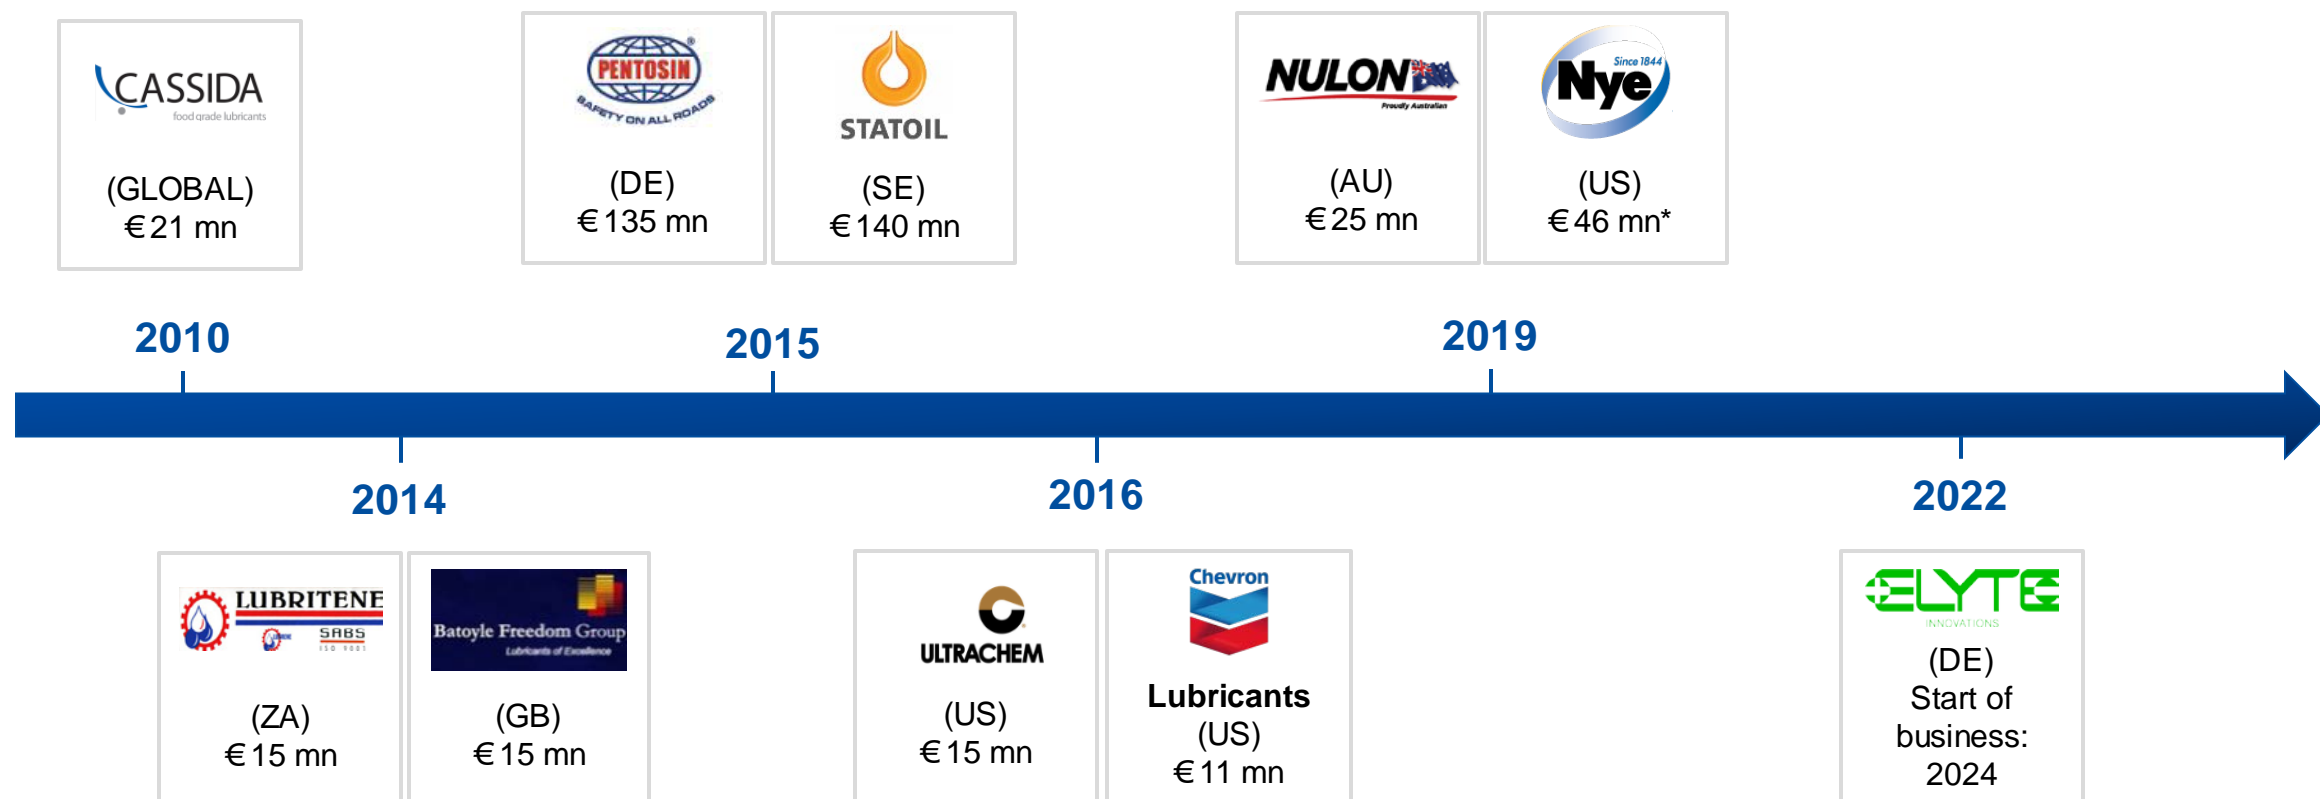 CASSIDA
food grade lubricants
(GLOBAL)
€21 mn
PENTOSIN
SAFETY ON ALL ROADS
(DE)
€135 mn
STATOIL
(SE)
€140 mn
NULON
Proudly Australian
(AU)
€25 mn
Since 1844
Nye
(US)
€46 mn*
2010
2015
2019
2014
2016
2022
LUBRITENE
SABS
ISO 9001
(ZA)
€15 mn
Batoyle Freedom Group
Lubricants of Excellence
(GB)
€15 mn
ULTRACHEM
(US)
€15 mn
Chevron
Lubricants
(US)
€11 mn
ELYTE
INNOVATIONS
(DE)
Start of
business:
2024